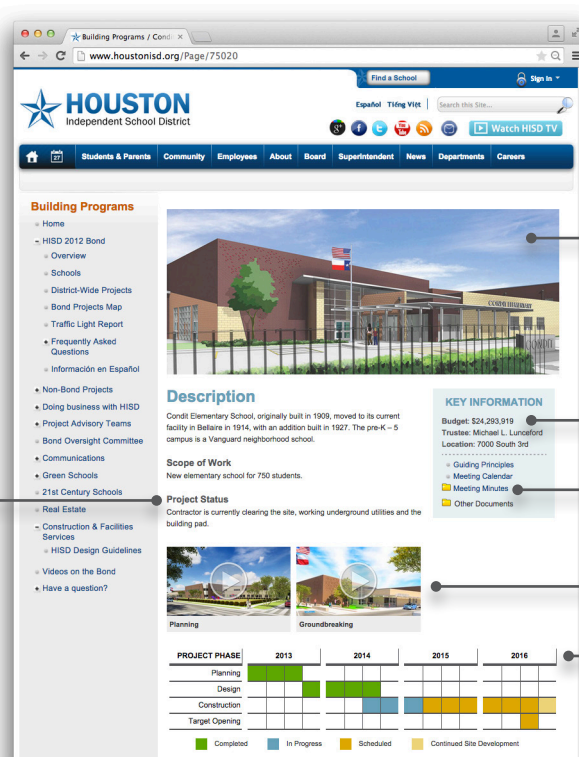 Building Programs / Condi
www.houstonisd.org/Page/75020
Find a School
Sign In
HOUSTON
Independent School District
Español Tiếng Việt
Search this Site...
Watch HISD TV
27
Students & Parents Community Employees About Board Superintendent News Departments Careers
Building Programs
Home
HISD 2012 Bond
Overview
Schools
District-Wide Projects
Bond Projects Map
Traffic Light Report
Frequently Asked
Questions
Información en Español
Non-Bond Projects
Doing business with HISD
Project Advisory Teams
Bond Oversight Committee
Communications
Green Schools
21st Century Schools
Real Estate
Construction & Facilities
Services
HISD Design Guidelines
Videos on the Bond
Have a question?
CONDIT ELEMENTARY
Description
Condit Elementary School, originally built in 1909, moved to its current
facility in Bellaire in 1914, with an addition built in 1927. The pre-K – 5
campus is a Vanguard neighborhood school.
Scope of Work
New elementary school for 750 students.
Project Status
Contractor is currently clearing the site, working underground utilities and the
building pad.
KEY INFORMATION
Budget: $24,293,919
Trustee: Michael L. Lunceford
Location: 7000 South 3rd
Guiding Principles
Meeting Calendar
Meeting Minutes
Other Documents
Planning
Groundbreaking
PROJECT PHASE 2013 2014 2015 2016
Planning
Design
Construction
Target Opening
Completed In Progress Scheduled Continued Site Development